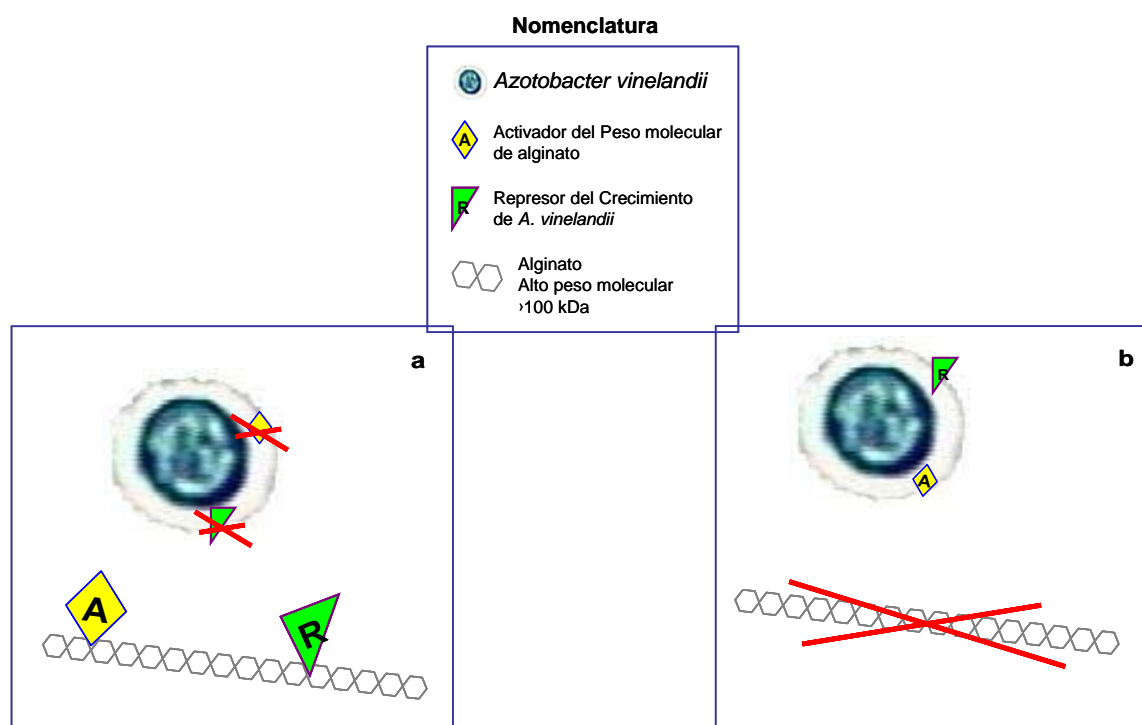 Nomenclatura
Azotobacter vinelandii
A
Activador del Peso molecular
de alginato
R
Represor del Crecimiento
de A. vinelandii
Alginato
Alto peso molecular
›100 kDa
a
A
R
b
R
A